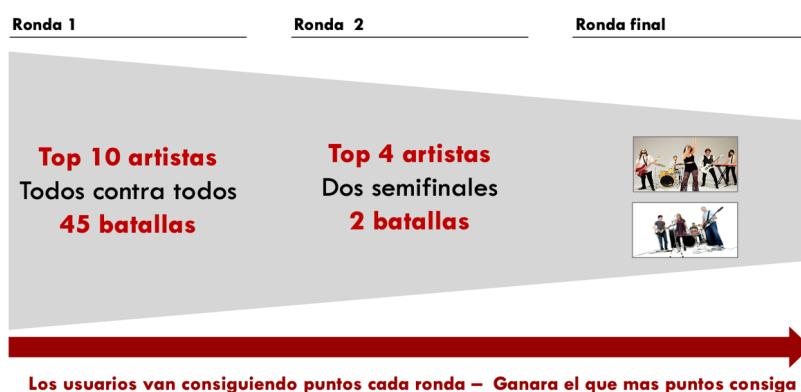 Ronda 1
Ronda 2
Ronda final
Top 10 artistas
Todos contra todos
45 batallas
Top 4 artistas
Dos semifinales
2 batallas
Los usuarios van consiguiendo puntos cada ronda – Ganara el que mas puntos consiga